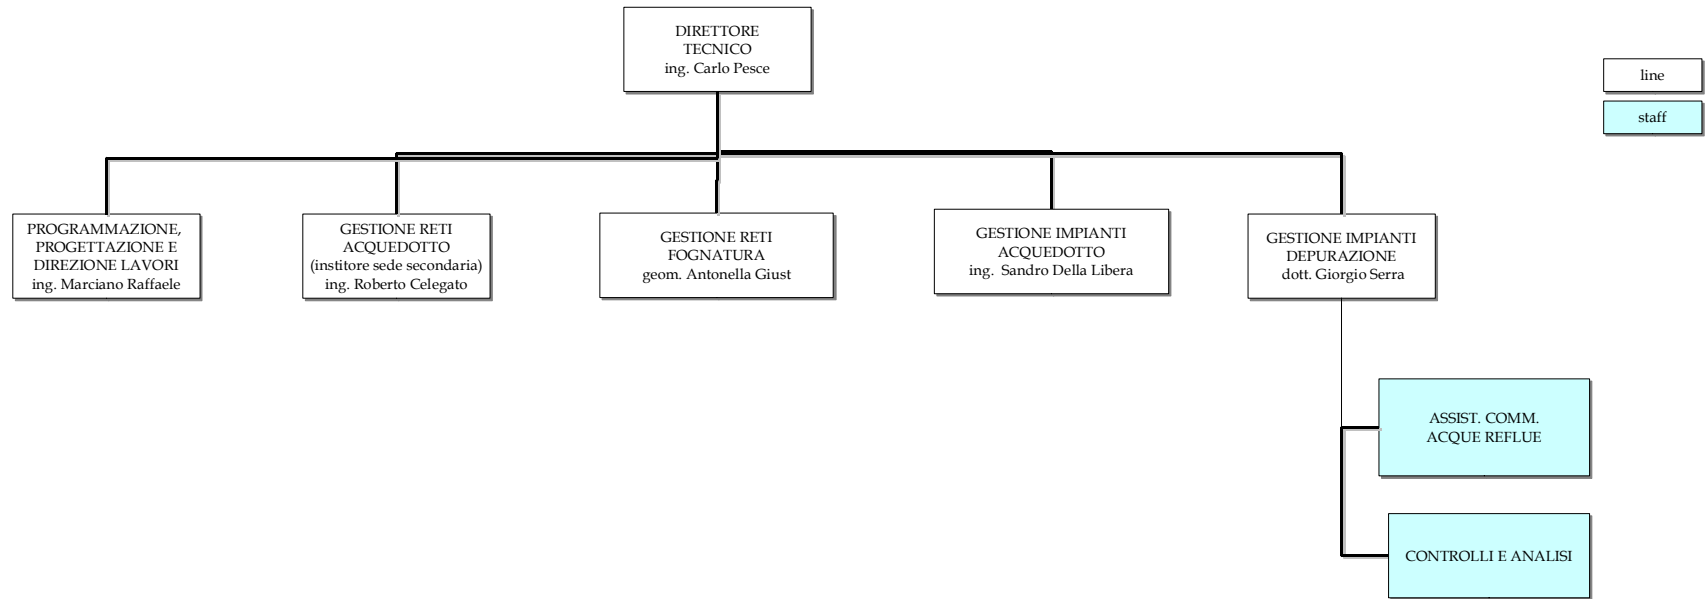 DIRETTORE
TECNICO
ing. Carlo Pesce
line
staff
PROGRAMMAZIONE,
PROGETTAZIONE E
DIREZIONE LAVORI
ing. Marciano Raffaele
GESTIONE RETI
ACQUEDOTTO
(institore sede secondaria)
ing. Roberto Celegato
GESTIONE RETI
FOGNATURA
geom. Antonella Giust
GESTIONE IMPIANTI
ACQUEDOTTO
ing. Sandro Della Libera
GESTIONE IMPIANTI
DEPURAZIONE
dott. Giorgio Serra
ASSIST. COMM.
ACQUE REFLUE
CONTROLLI E ANALISI